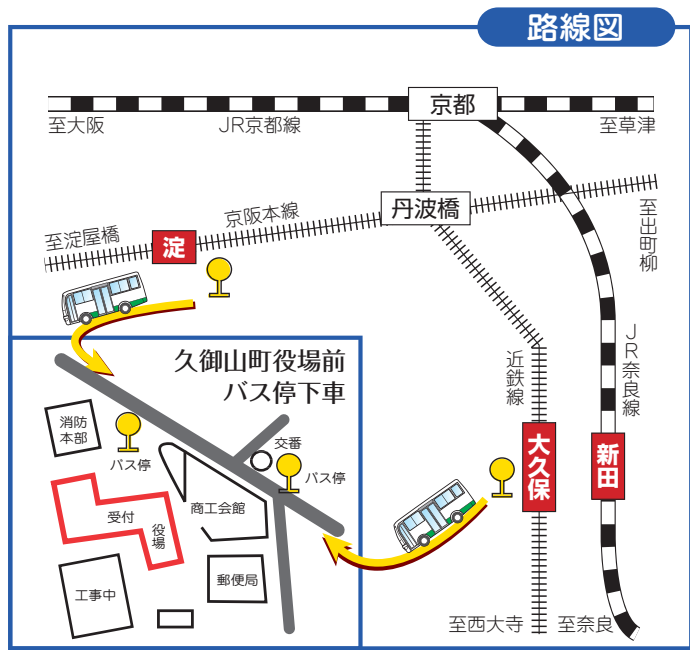 路線図
京都
至大阪
JR京都線
至草津
丹波橋
至淀屋橋
淀
京阪本線
至出町柳
久御山町役場前
バス停下車
近鉄線
JR奈良線
大久保
新田
消防
本部
バス停
交番
バス停
商工会館
受付
役場
工事中
郵便局
至西大寺
至奈良